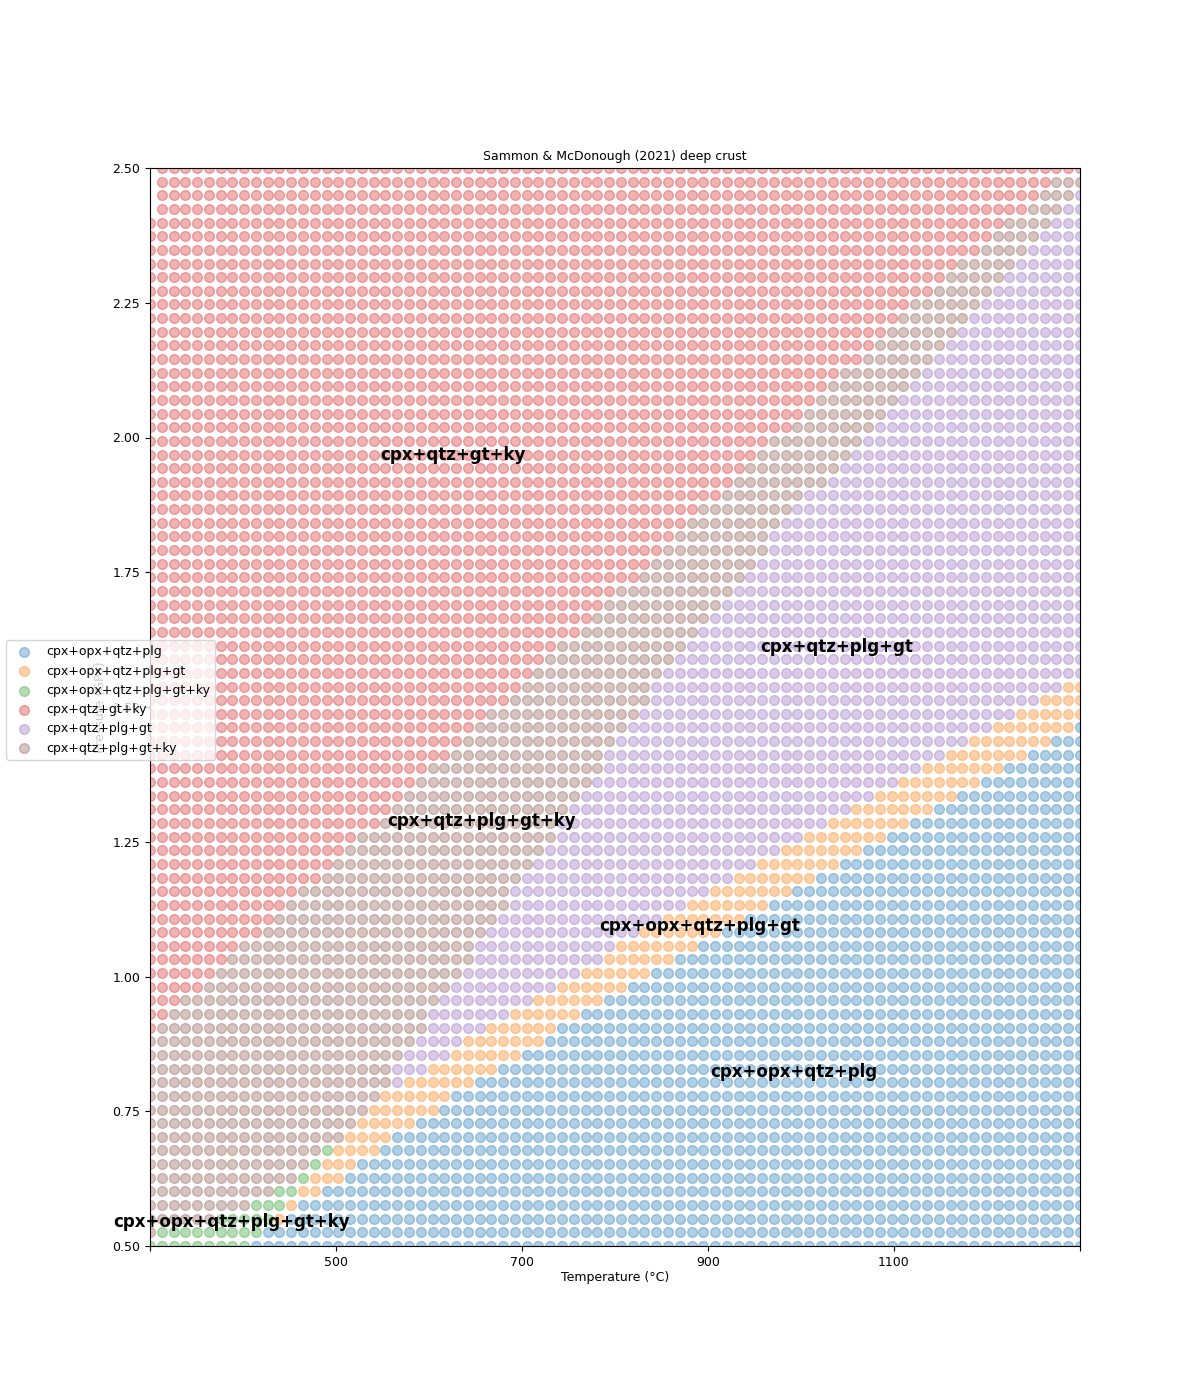 Sammon & McDonough (2021) deep crust
2.50
2.25
2.00
cpx+qtz+gt+ky
1.75
cpx+qtz+plg+gt
cpx+opx+qtz+plg
cpx+opx+qtz+plg+gt
cpx+opx+qtz+plg+gt+ky
cpx+qtz+gt+ky
cpx+qtz+plg+gt
cpx+qtz+plg+gt+ky
cpx+qtz+plg+gt+ky
1.25
cpx+opx+qtz+plg+gt
1.00
cpx+opx+qtz+plg
0.75
cpx+opx+qtz+plg+gt+ky
0.50
500 700 900 1100
Temperature (°C)